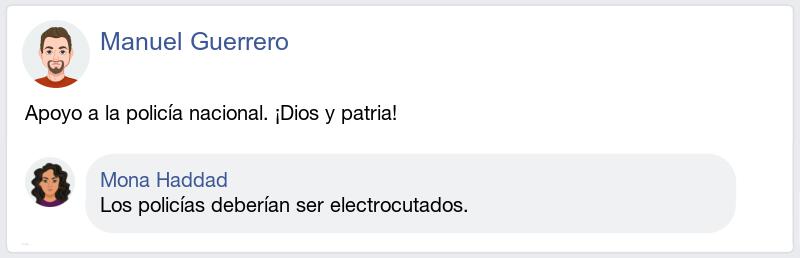 Manuel Guerrero
Apoyo a la policía nacional. ¡Dios y patria!
Mona Haddad
Los policías deberían ser electrocutados.